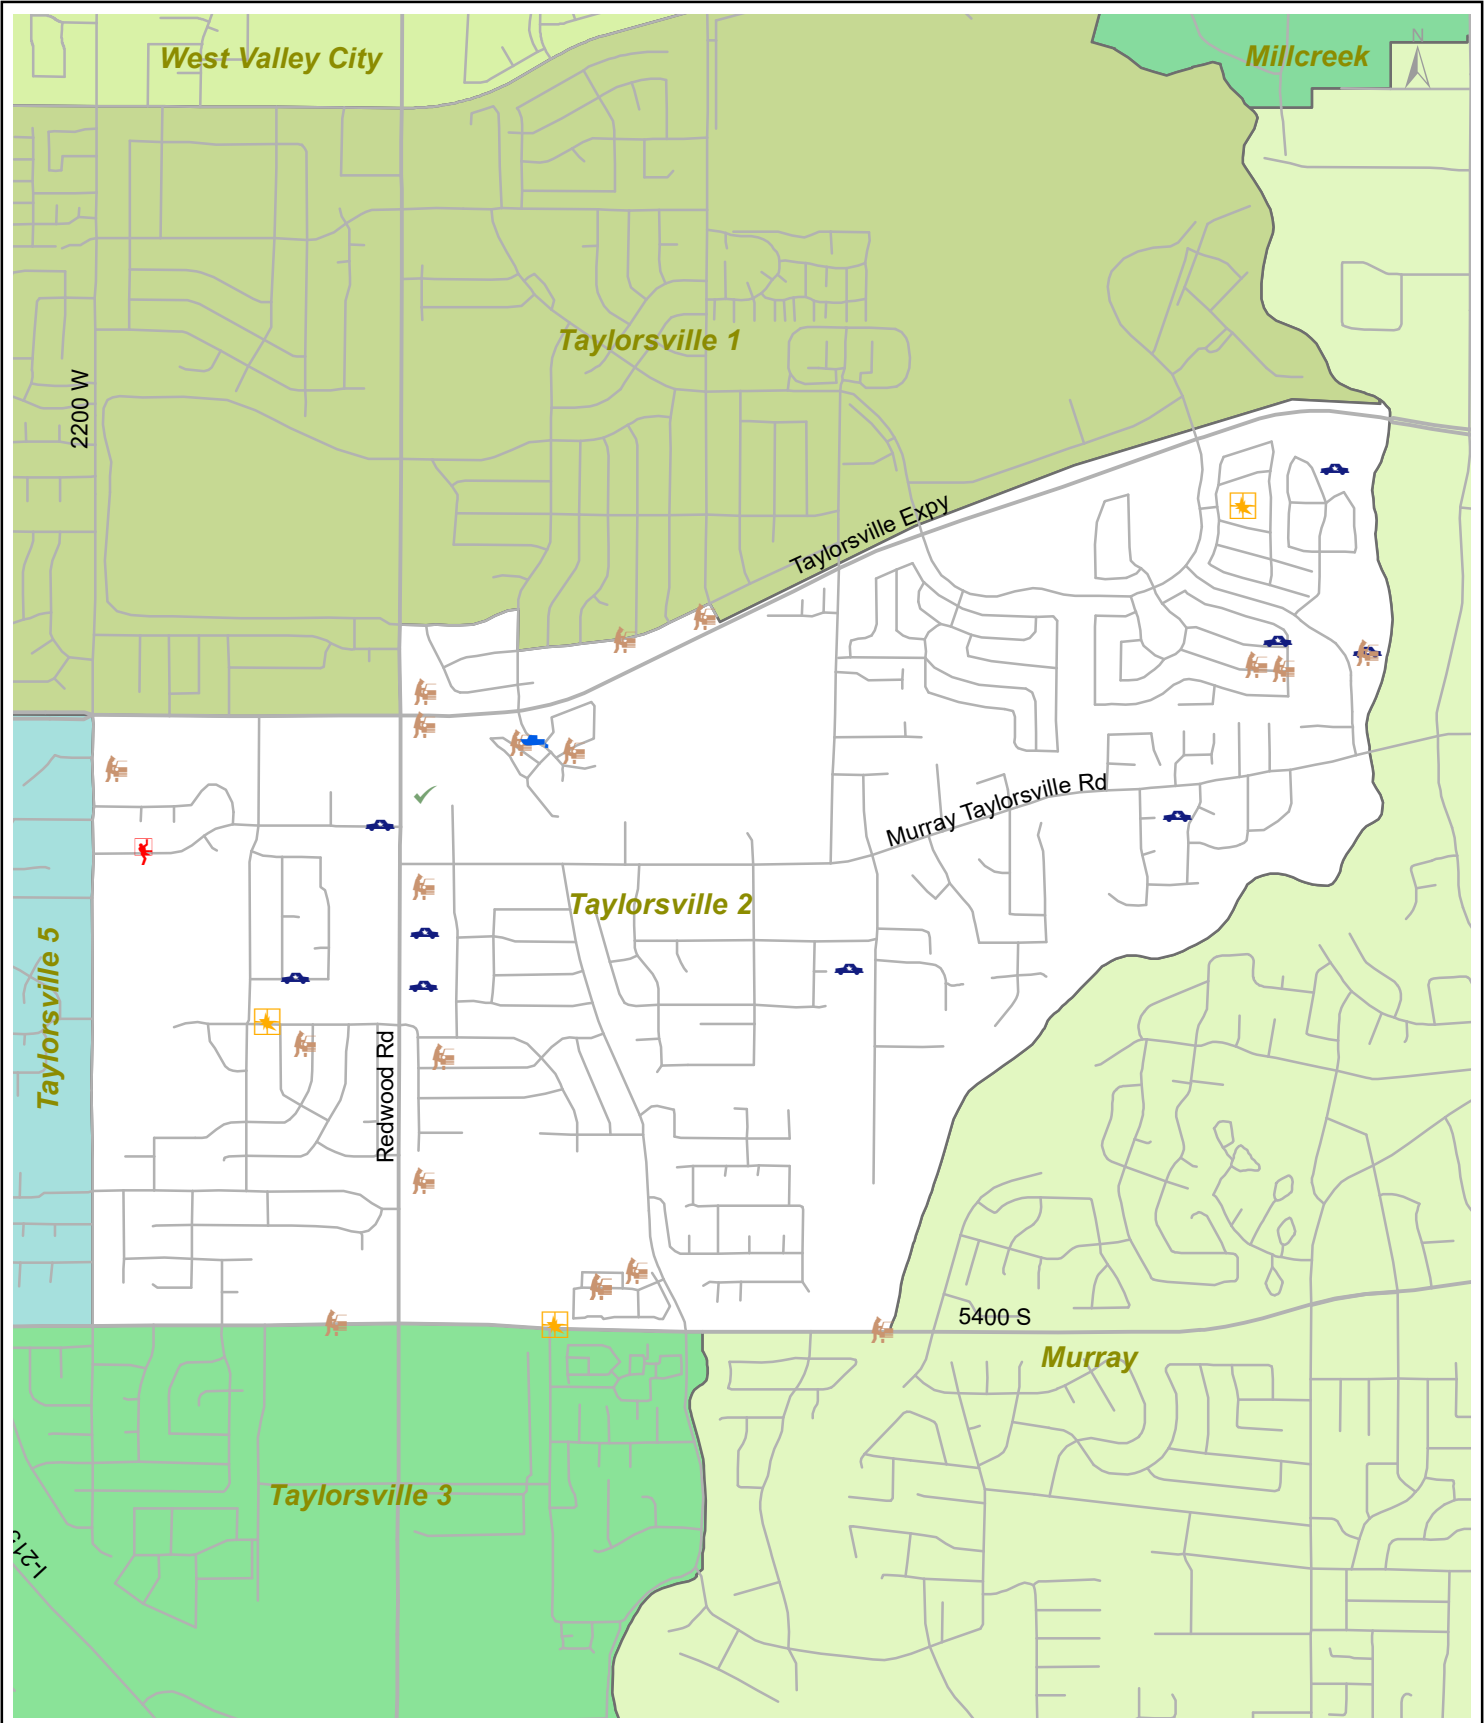 West Valley City
Millcreek
N
Taylorsville 1
2200 W
Taylorsville Expy
Murray Taylorsville Rd
Taylorsville 2
Taylorsville 5
Redwood Rd
5400 S
Murray
Taylorsville 3
I-215